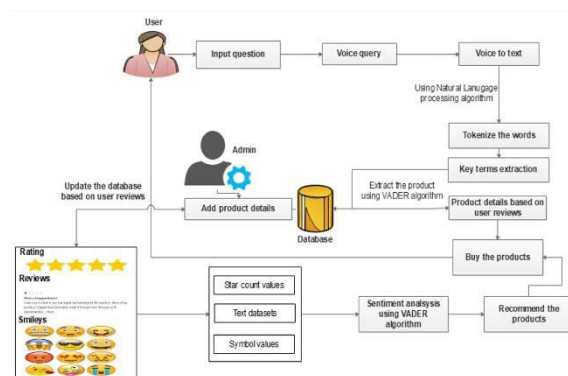 User
Input question
Voice query
Voice to text
Using Natural Lanugage
processing algorithm
Tokenize the words
Admin
Key terms extraction
Update the database
based on user reviews
Extract the product
using VADER algorithm
Add product details
Database
Product details based on
user reviews
Buy the products
Rating
Reviews
Smileys
Star count values
Text datasets
Symbol values
Sentiment analysis
using VADER
algorithm
Recommend the
products